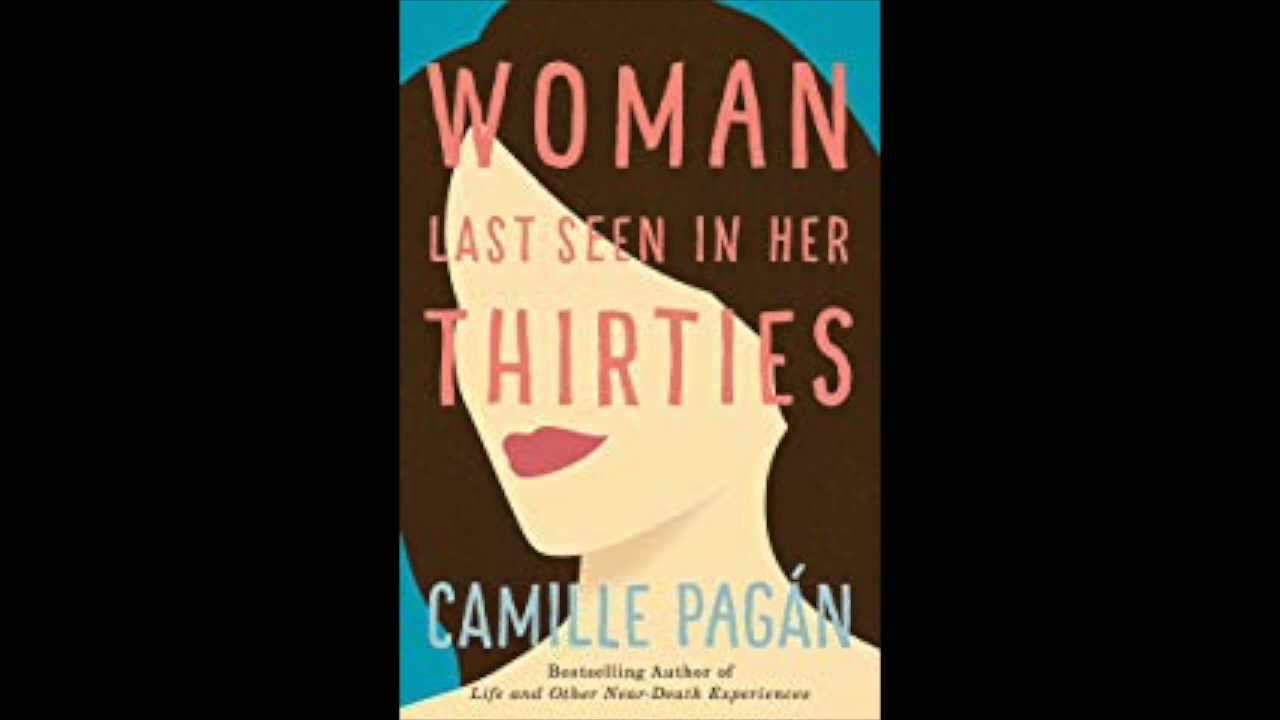 WOMAN
LAST SEEN IN HER
THIRTIES
CAMILLE PAGÁN
Bestselling Author of
Life and Other Near-Death Experiences